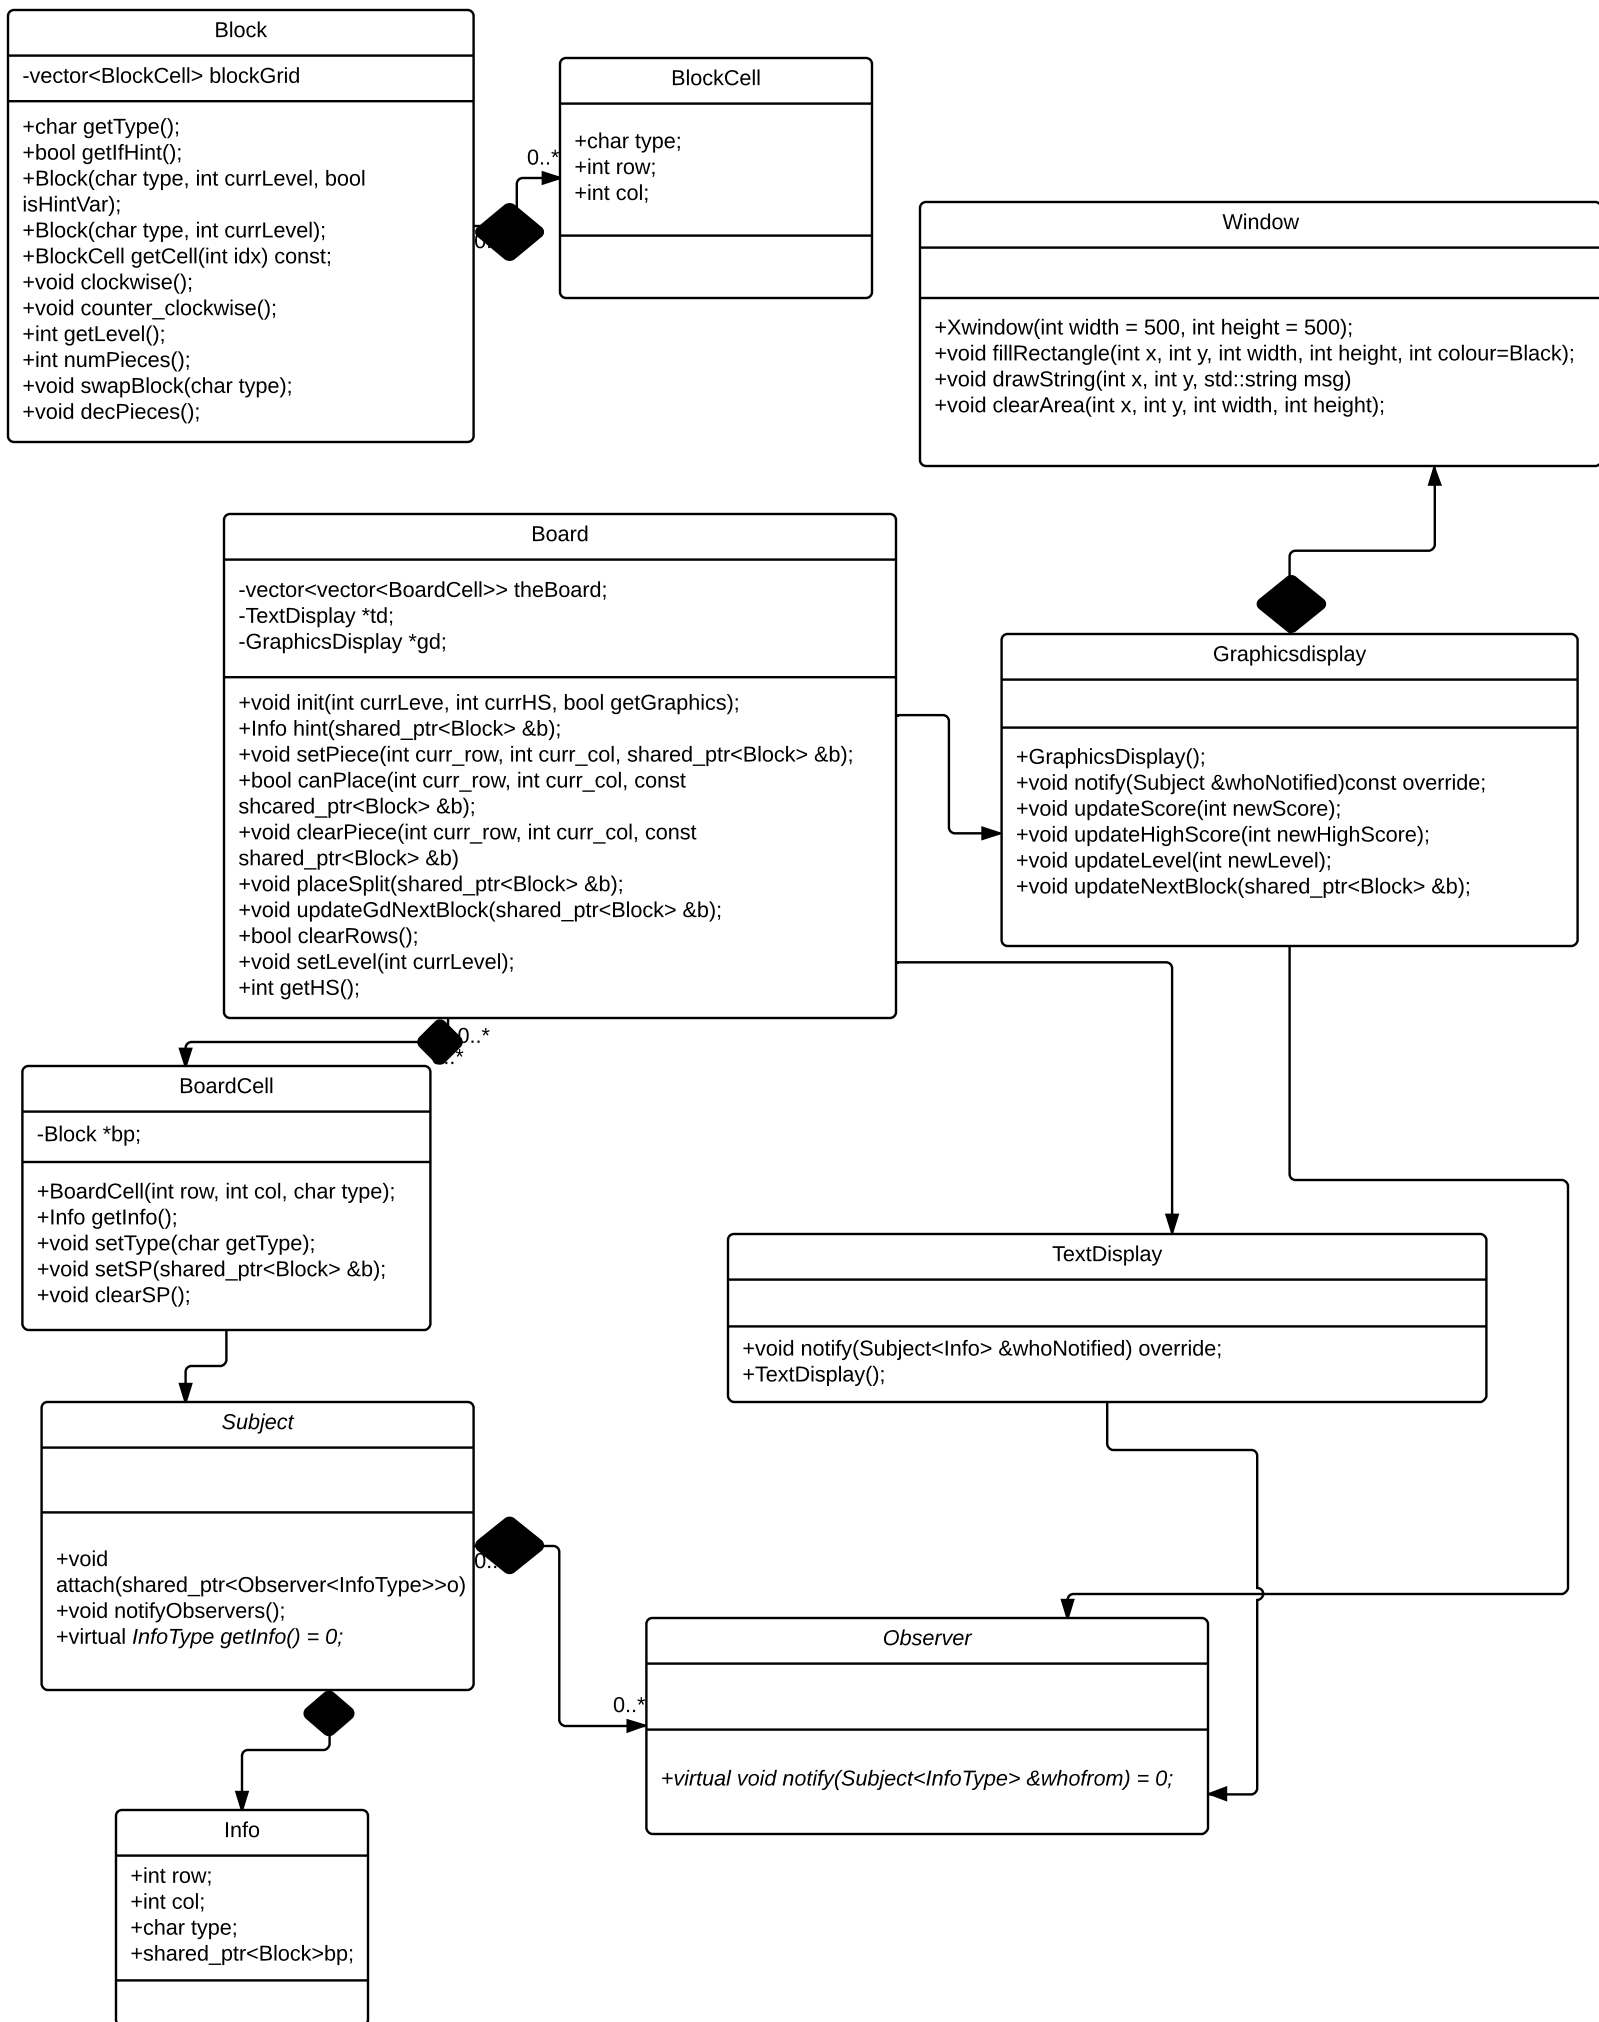 Block
-vector<BlockCell> blockGrid
+char getType();
+bool getIfHint();
+Block(char type, int currLevel, bool
isHintVar);
+Block(char type, int currLevel);
+BlockCell getCell(int idx) const;
+void clockwise();
+void counter_clockwise();
+int getLevel();
+int numPieces();
+void swapBlock(char type);
+void decPieces();
0..*
BlockCell
+char type;
+int row;
+int col;
Window
+Xwindow(int width = 500, int height = 500);
+void fillRectangle(int x, int y, int width, int height, int colour=Black);
+void drawString(int x, int y, std::string msg)
+void clearArea(int x, int y, int width, int height);
Board
-vector<vector<BoardCell>> theBoard;
-TextDisplay *td;
-GraphicsDisplay *gd;
+void init(int currLeve, int currHS, bool getGraphics);
+Info hint(shared_ptr<Block> &b);
+void setPiece(int curr_row, int curr_col, shared_ptr<Block> &b);
+bool canPlace(int curr_row, int curr_col, const
shcared_ptr<Block> &b);
+void clearPiece(int curr_row, int curr_col, const
shared_ptr<Block> &b)
+void placeSplit(shared_ptr<Block> &b);
+void updateGdNextBlock(shared_ptr<Block> &b);
+bool clearRows();
+void setLevel(int currLevel);
+int getHS();
0..*
Graphicsdisplay
+GraphicsDisplay();
+void notify(Subject &whoNotified)const override;
+void updateScore(int newScore);
+void updateHighScore(int newHighScore);
+void updateLevel(int newLevel);
+void updateNextBlock(shared_ptr<Block> &b);
BoardCell
-Block *bp;
+BoardCell(int row, int col, char type);
+Info getInfo();
+void setType(char getType);
+void setSP(shared_ptr<Block> &b);
+void clearSP();
TextDisplay
+void notify(Subject<Info> &whoNotified) override;
+TextDisplay();
Subject
+void
attach(shared_ptr<Observer<InfoType>>o)
+void notifyObservers();
+virtual InfoType getInfo() = 0;
0..*
Observer
+virtual void notify(Subject<InfoType> &whofrom) = 0;
Info
+int row;
+int col;
+char type;
+shared_ptr<Block>bp;